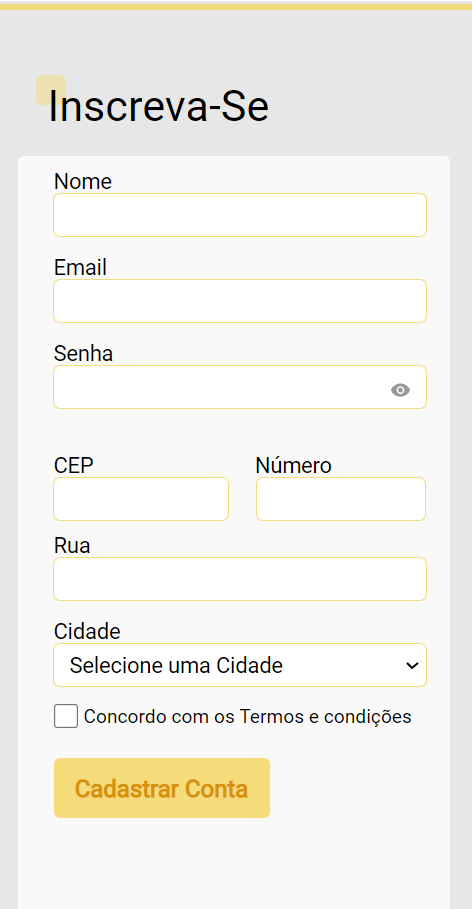 Inscreva-Se
Nome
Email
Senha
CEP Número
Rua
Cidade
Selecione uma Cidade
Concordo com os Termos e condições
Cadastrar Conta